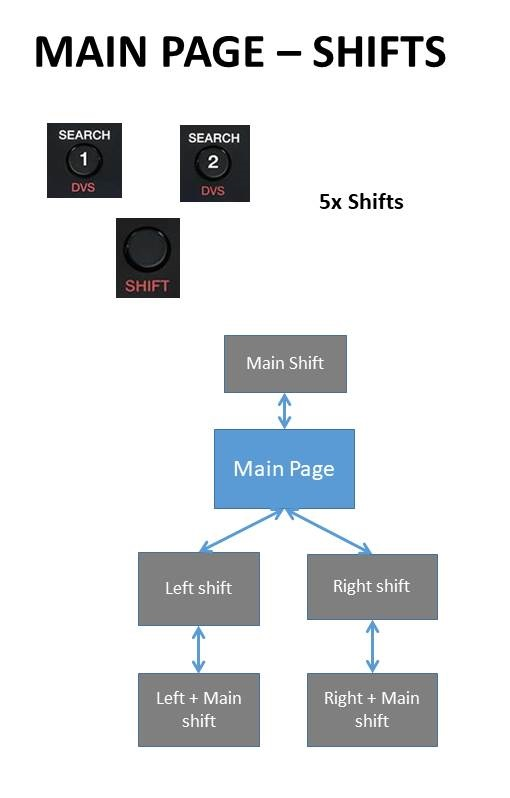 MAIN PAGE – SHIFTS
SEARCH
1
DVS
SEARCH
2
DVS
5x Shifts
SHIFT
Main Shift
Main Page
Left shift
Right shift
Left + Main
shift
Right + Main
shift